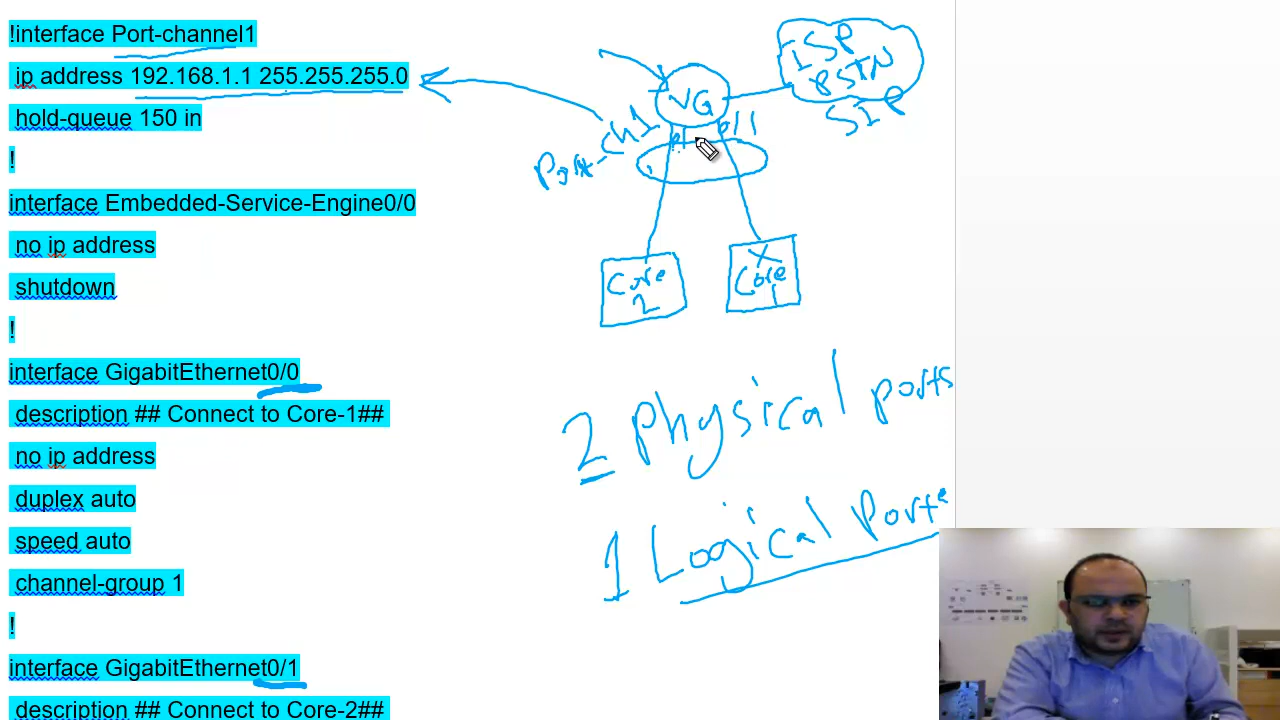 !interface Port-channel1
ip address 192.168.1.1 255.255.255.0
hold-queue 150 in
!
interface Embedded-Service-Engine0/0
no ip address
shutdown
!
interface GigabitEthernet0/0
description ## Connect to Core-1##
no ip address
duplex auto
speed auto
channel-group 1
!
interface GigabitEthernet0/1
description ## Connect to Core-2##
ISP
PSTN
SIP
VG
Port-Ch1
Core
2
Core
1
2 Physical ports
1 Logical Port